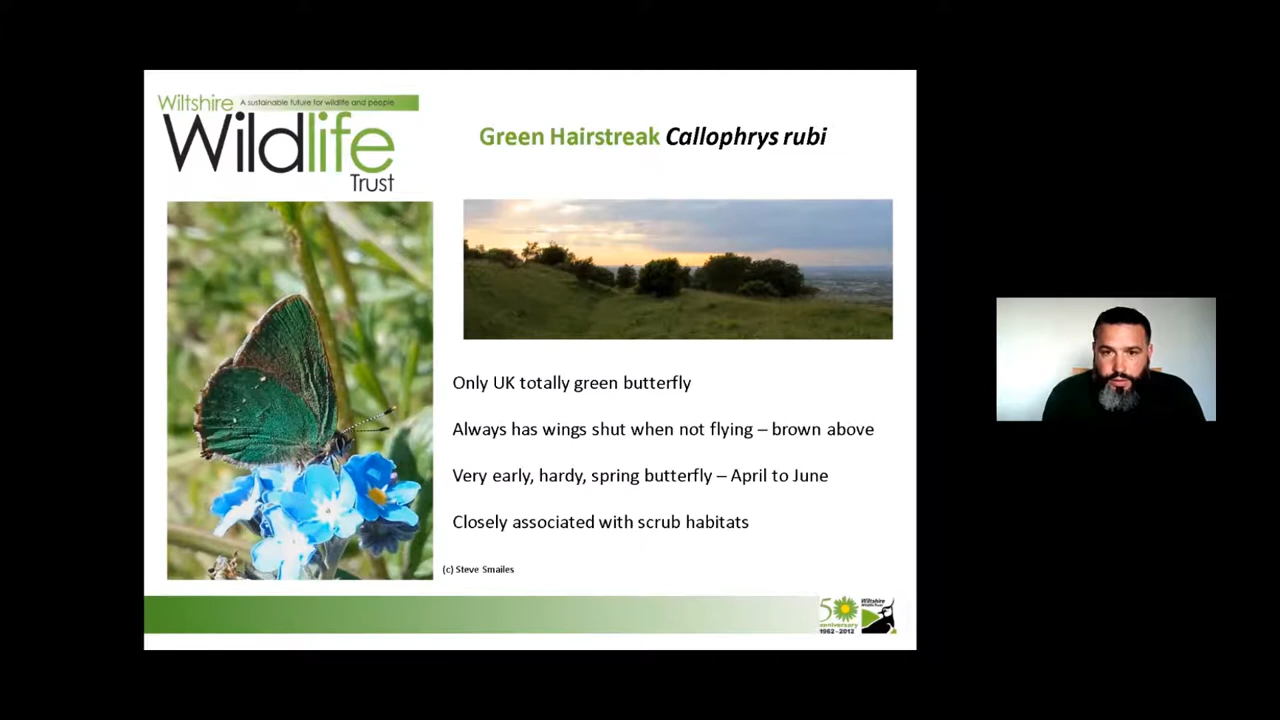 Wiltshire A sustainable future for wildlife and people
Wildlife
Trust
Green Hairstreak Callophrys rubi
Only UK totally green butterfly
Always has wings shut when not flying – brown above
Very early, hardy, spring butterfly – April to June
Closely associated with scrub habitats
(c) Steve Smailes
50
anniversary
1962–2012
Wiltshire
Wildlife Trust